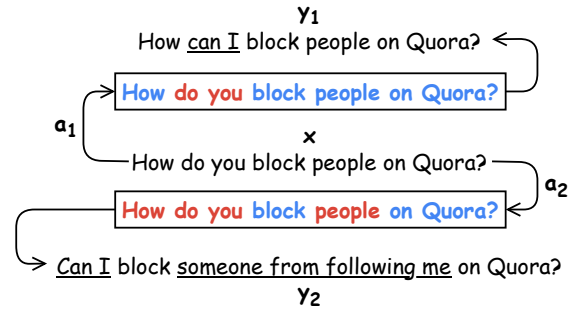 y1
How can I block people on Quora?
How do you block people on Quora?
a1
x
How do you block people on Quora?
a2
How do you block people on Quora?
Can I block someone from following me on Quora?
y2